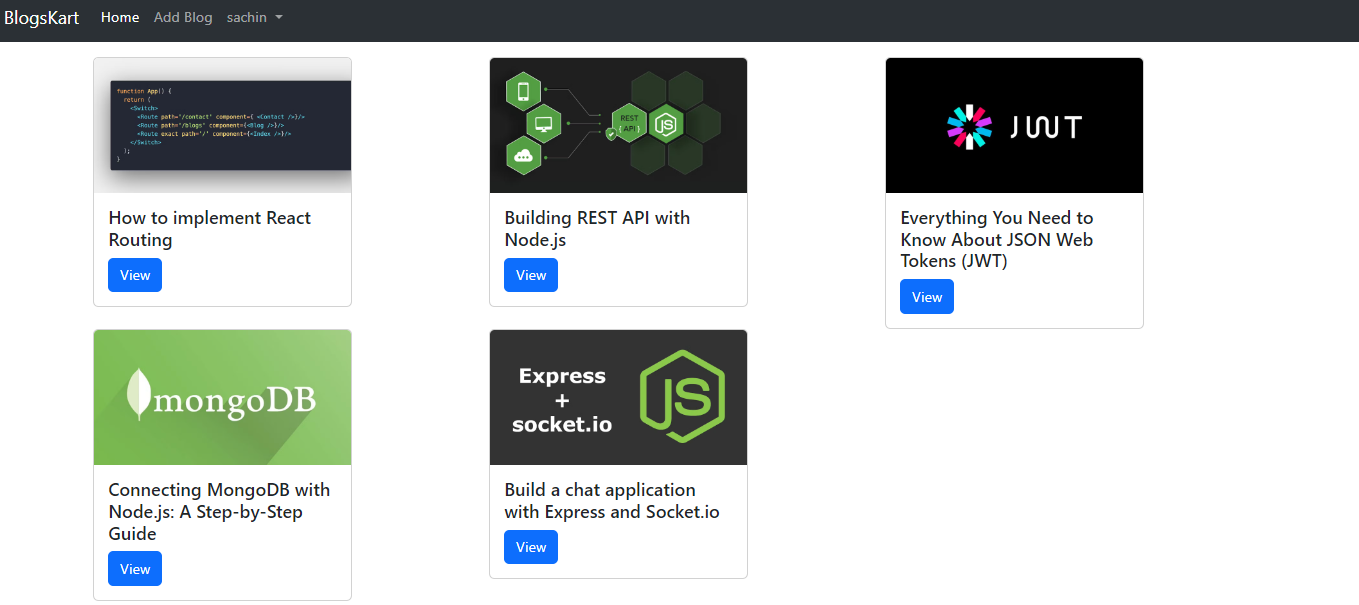 BlogsKart Home Add Blog sachin
function App() {
return (
<Switch>
<Route path='/contact' component={ <Contact />}/>
<Route path='/blogs' component={<Blog />}/>
<Route exact path='/' component={<Index />}/>
</Switch>
);
}
REST
{ API }
JS
JWT
How to implement React
Routing
View
Building REST API with
Node.js
View
Everything You Need to
Know About JSON Web
Tokens (JWT)
View
mongoDB
Express
+
socket.io
JS
Connecting MongoDB with
Node.js: A Step-by-Step
Guide
View
Build a chat application
with Express and Socket.io
View